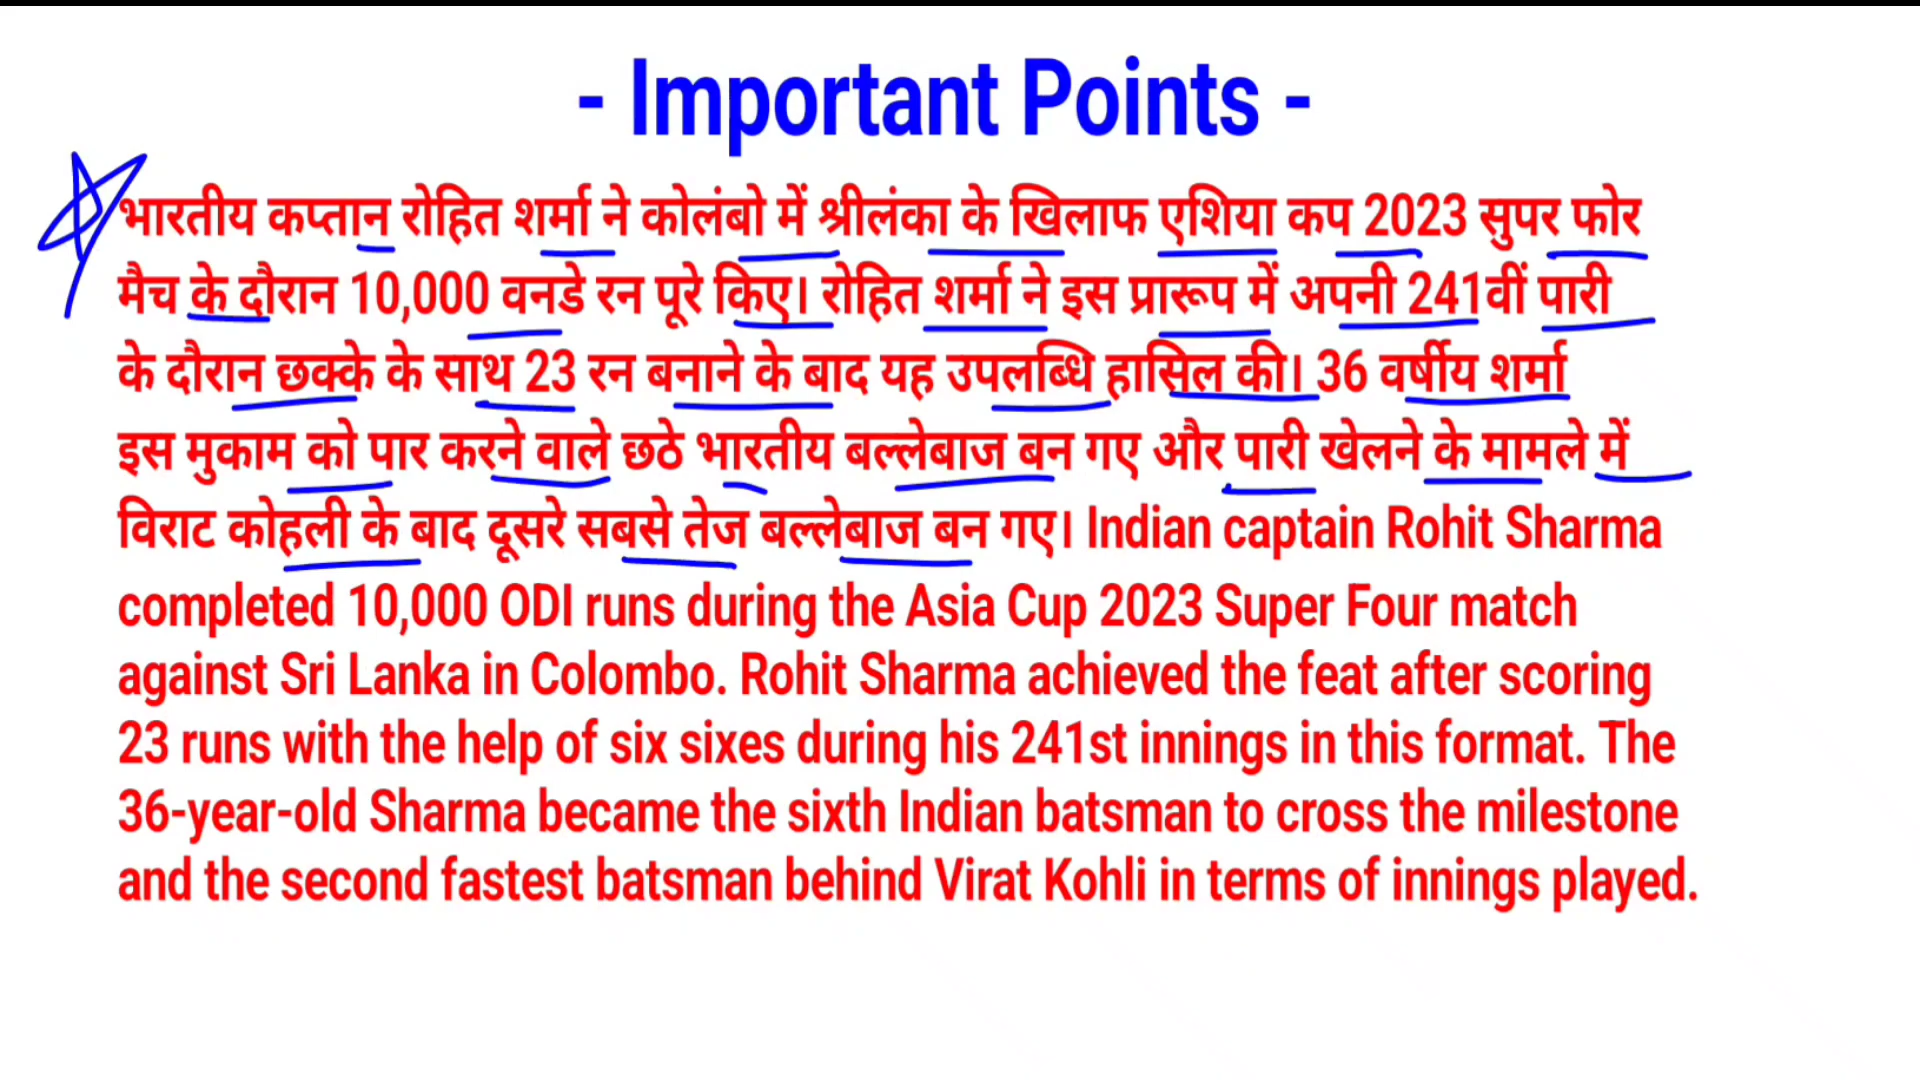 - Important Points -
भारतीय कप्तान रोहित शर्मा ने कोलंबो में श्रीलंका के खिलाफ एशिया कप 2023 सुपर फोर
मैच के दौरान 10,000 वनडे रन पूरे किए। रोहित शर्मा ने इस प्रारूप में अपनी 241वीं पारी
के दौरान छक्के के साथ 23 रन बनाने के बाद यह उपलब्धि हासिल की। 36 वर्षीय शर्मा
इस मुकाम को पार करने वाले छठे भारतीय बल्लेबाज बन गए और पारी खेलने के मामले में
विराट कोहली के बाद दूसरे सबसे तेज बल्लेबाज बन गए। Indian captain Rohit Sharma
completed 10,000 ODI runs during the Asia Cup 2023 Super Four match
against Sri Lanka in Colombo. Rohit Sharma achieved the feat after scoring
23 runs with the help of six sixes during his 241st innings in this format. The
36-year-old Sharma became the sixth Indian batsman to cross the milestone
and the second fastest batsman behind Virat Kohli in terms of innings played.